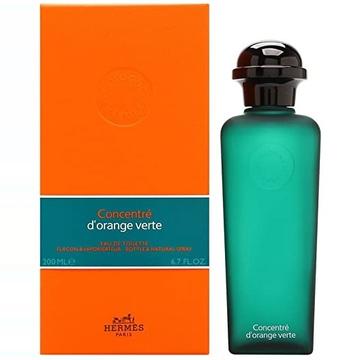 Concentré
d'orange verte
EAU DE TOILETTE
FLACON & VAPORISATEUR - BOTTLE & NATURAL SPRAY
200 ML ℮ 6.7 FL.OZ.
HERMÈS
PARIS
Concentré
d'orange verte